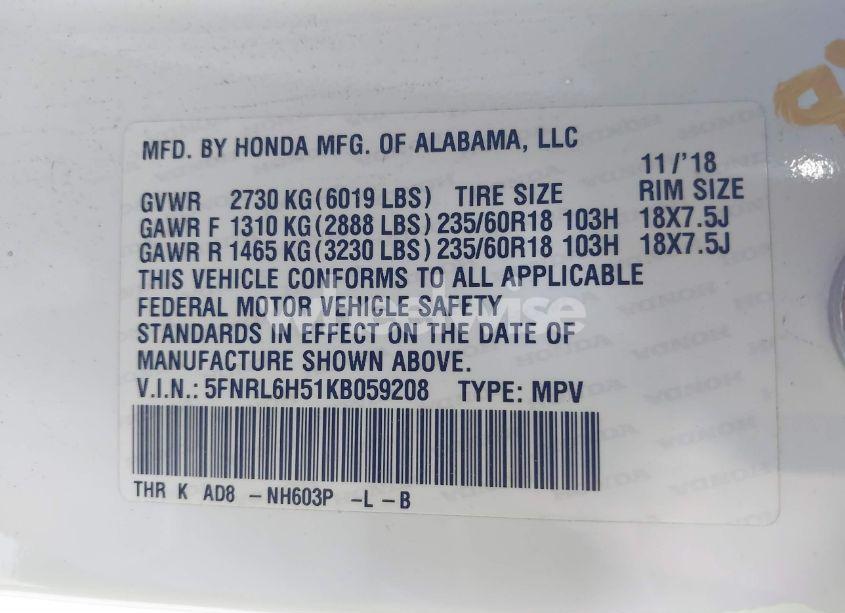 MFD. BY HONDA MFG. OF ALABAMA, LLC
11/'18
GVWR 2730 KG(6019 LBS) TIRE SIZE RIM SIZE
GAWR F 1310 KG(2888 LBS) 235/60R18 103H 18X7.5J
GAWR R 1465 KG(3230 LBS) 235/60R18 103H 18X7.5J
THIS VEHICLE CONFORMS TO ALL APPLICABLE
FEDERAL MOTOR VEHICLE SAFETY
STANDARDS IN EFFECT ON THE DATE OF
MANUFACTURE SHOWN ABOVE.
V.I.N.: 5FNRL6H51KB059208 TYPE: MPV
THR K AD8 -NH603P -L -B